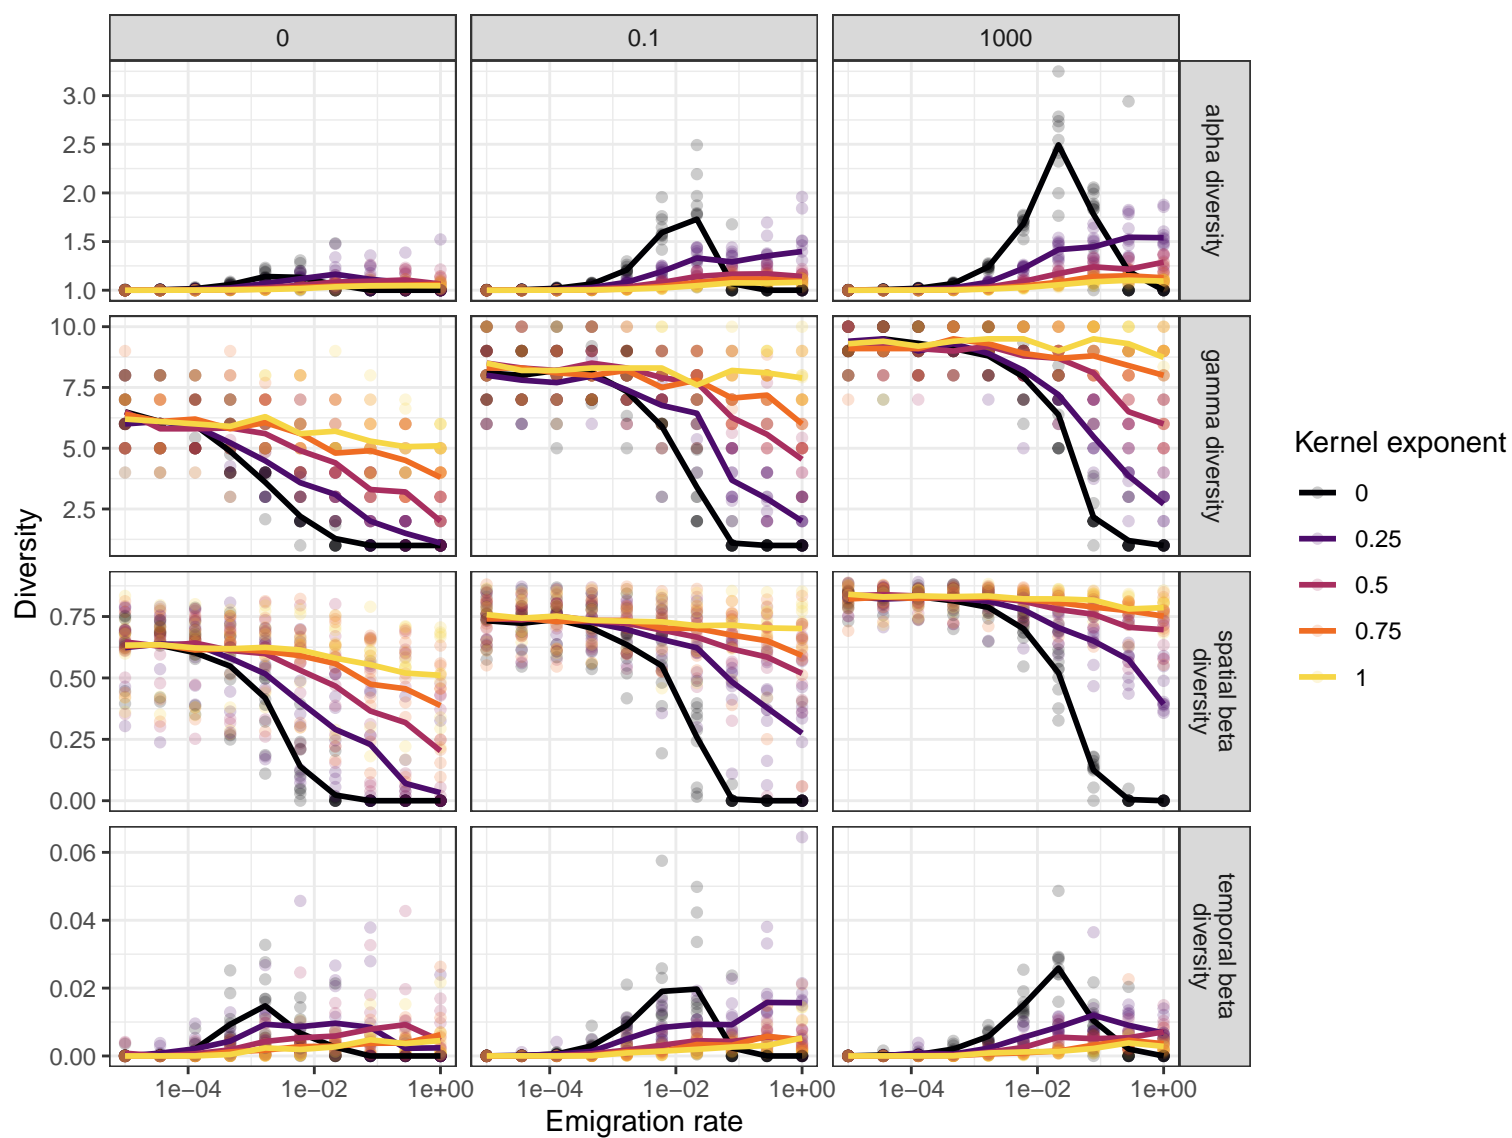 0
0.1
1000
3.0
2.5
2.0
1.5
1.0
alpha diversity
10.0
7.5
5.0
2.5
gamma diversity
0.75
0.50
0.25
0.00
spatial beta
diversity
0.06
0.04
0.02
0.00
temporal beta
diversity
1e−04
1e−02
1e+00
1e−04
1e−02
1e+00
1e−04
1e−02
1e+00
Emigration rate
Diversity
Kernel exponent
0
0.25
0.5
0.75
1